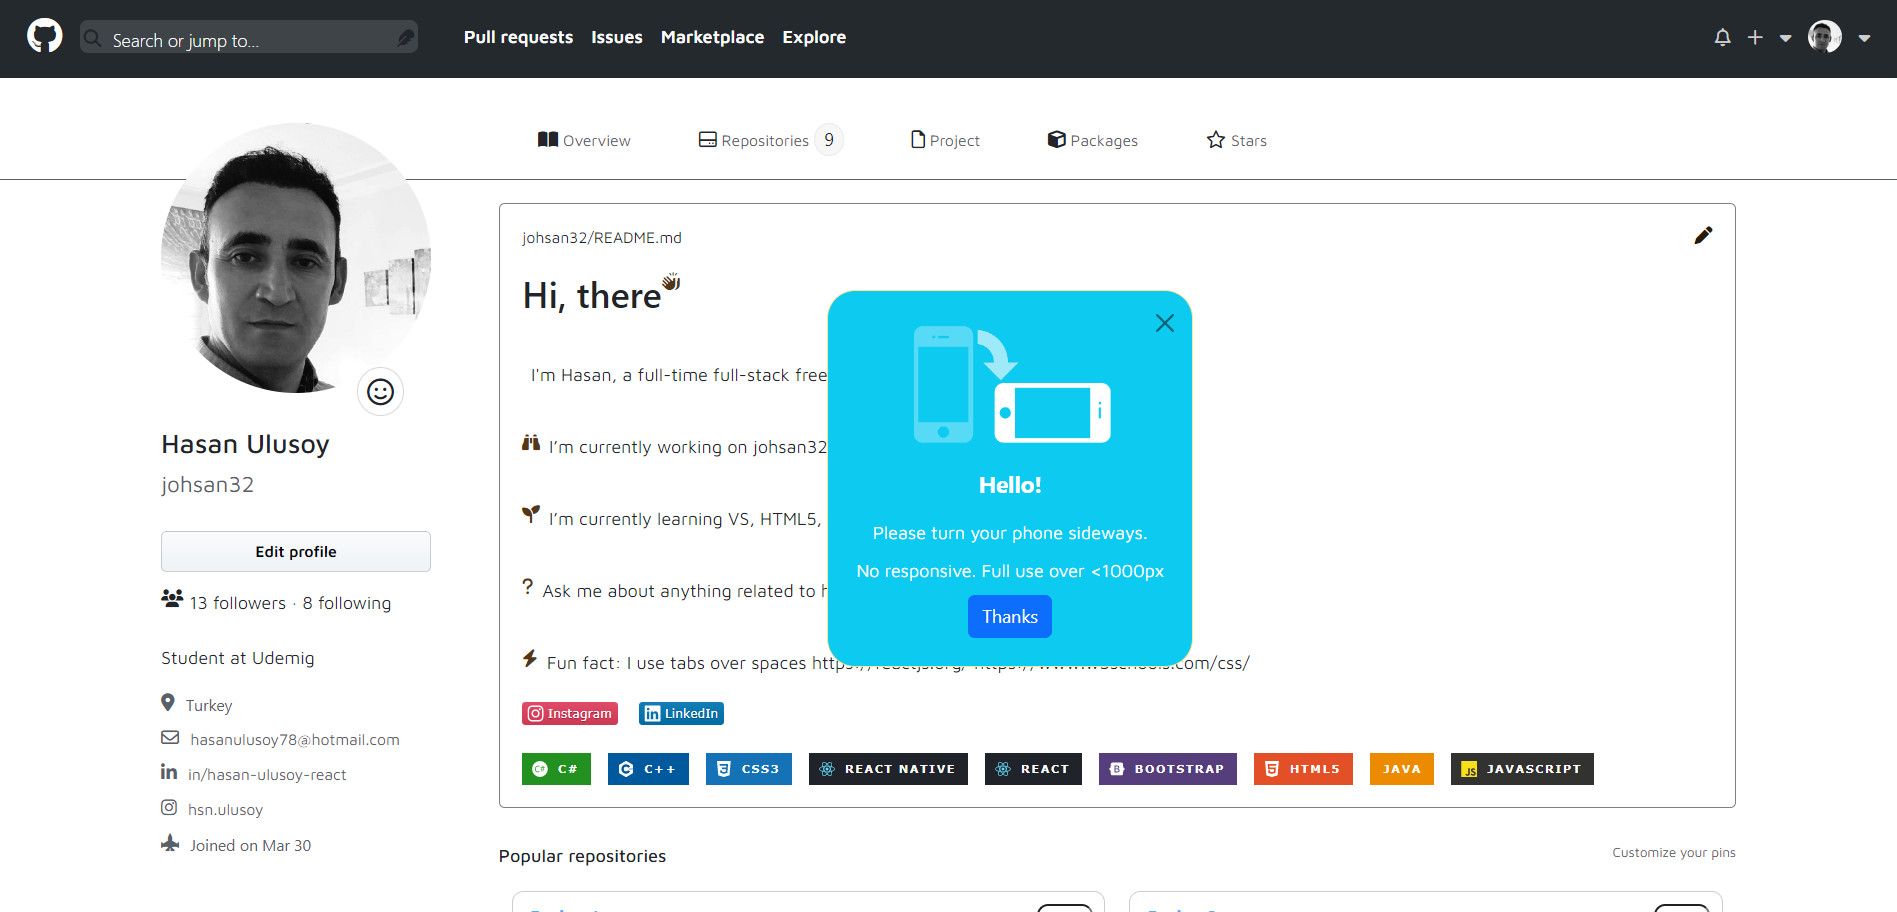 Search or jump to...
Pull requests Issues Marketplace Explore
Overview Repositories 9 Project Packages Stars
johsan32/README.md
Hi, there
I'm Hasan, a full-time full-stack free
I’m currently working on johsan32
I’m currently learning VS, HTML5,
? Ask me about anything related to h
Fun fact: I use tabs over spaces
.com/css/
Instagram LinkedIn
C# C++ CSS3 REACT NATIVE REACT BOOTSTRAP HTML5 JAVA JS JAVASCRIPT
Hello!
Please turn your phone sideways.
No responsive. Full use over <1000px
Thanks
Hasan Ulusoy
johsan32
Edit profile
13 followers · 8 following
Student at Udemig
Turkey
hasanulusoy78@hotmail.com
in/hasan-ulusoy-react
hsn.ulusoy
Joined on Mar 30
Popular repositories
Customize your pins